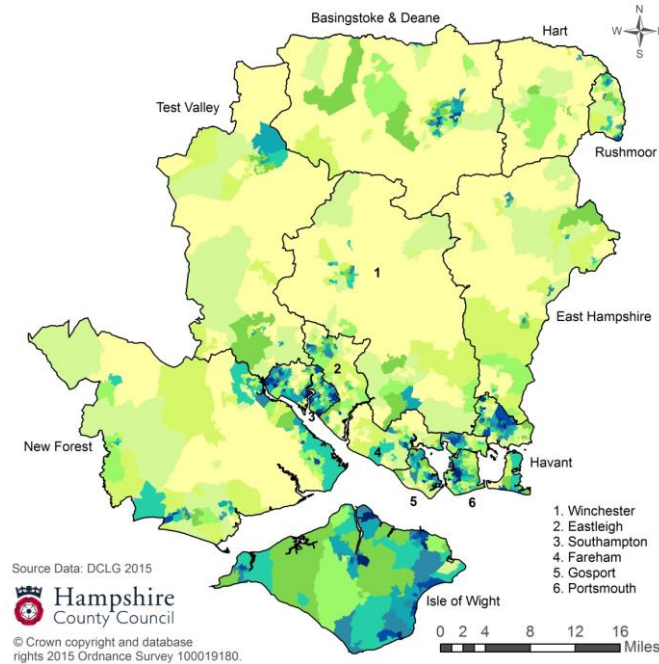 Basingstoke & Deane
Hart
N
W
E
S
Test Valley
Rushmoor
1
East Hampshire
2
3
New Forest
4
Havant
5
6
1. Winchester
2. Eastleigh
3. Southampton
4. Fareham
5. Gosport
6. Portsmouth
Source Data: DCLG 2015
Hampshire
County Council
Isle of Wight
© Crown copyright and database
rights 2015 Ordnance Survey 100019180.
0 2 4 8 12 16
Miles